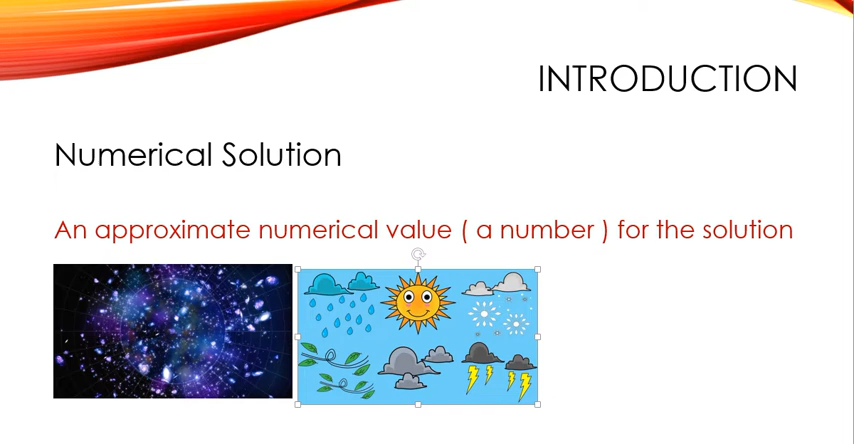 INTRODUCTION
Numerical Solution
An approximate numerical value ( a number ) for the solution